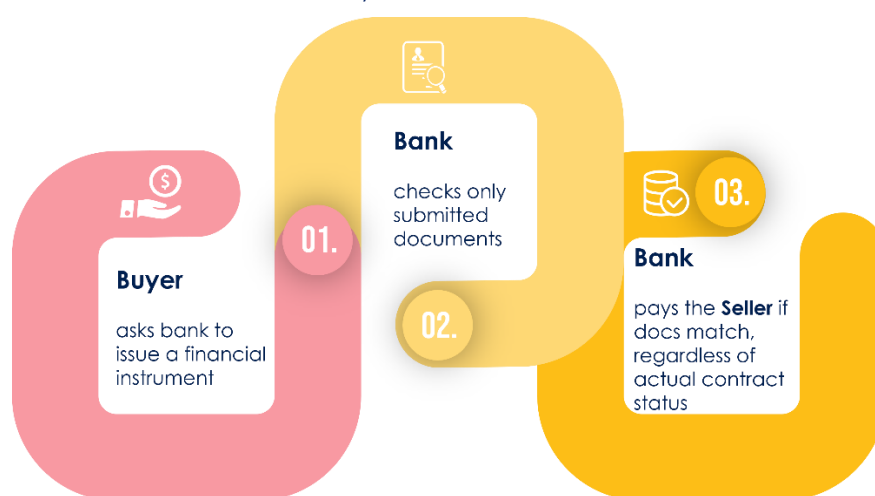 Buyer
asks bank to
issue a financial
instrument
01.
Bank
checks only
submitted
documents
02.
03.
Bank
pays the Seller if
docs match,
regardless of
actual contract
status